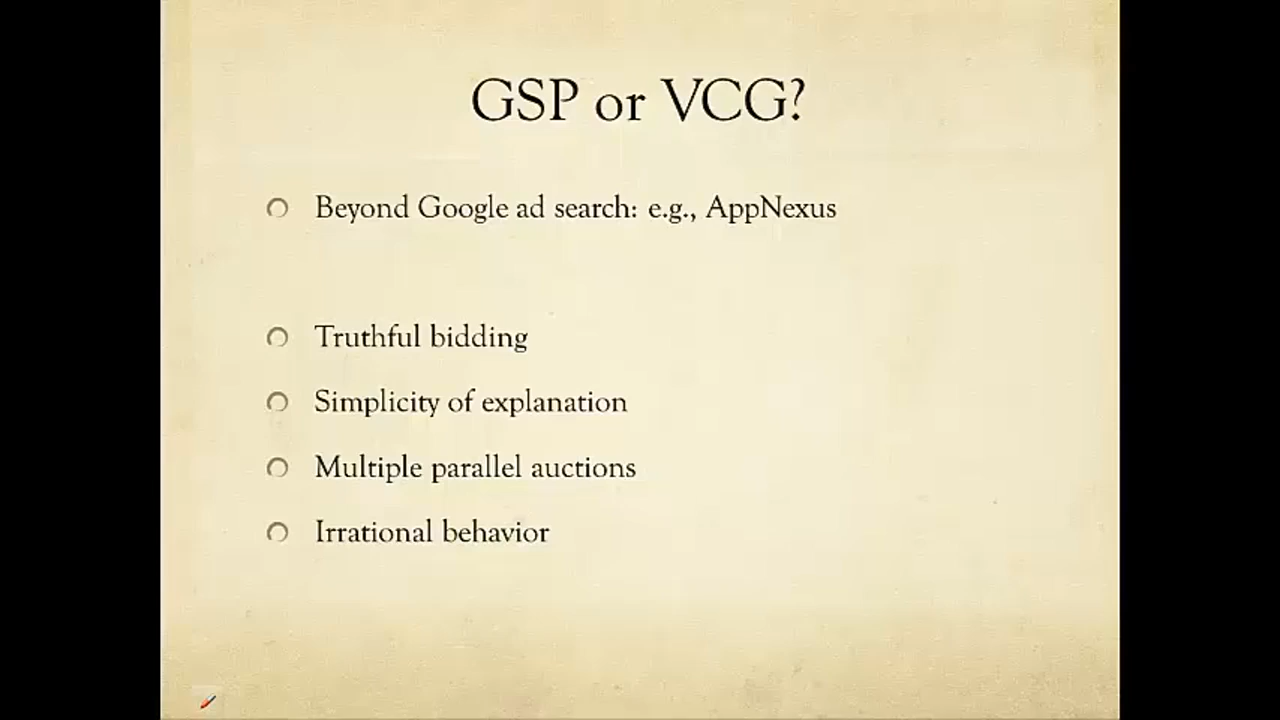 GSP or VCG?
Beyond Google ad search: e.g., AppNexus
Truthful bidding
Simplicity of explanation
Multiple parallel auctions
Irrational behavior